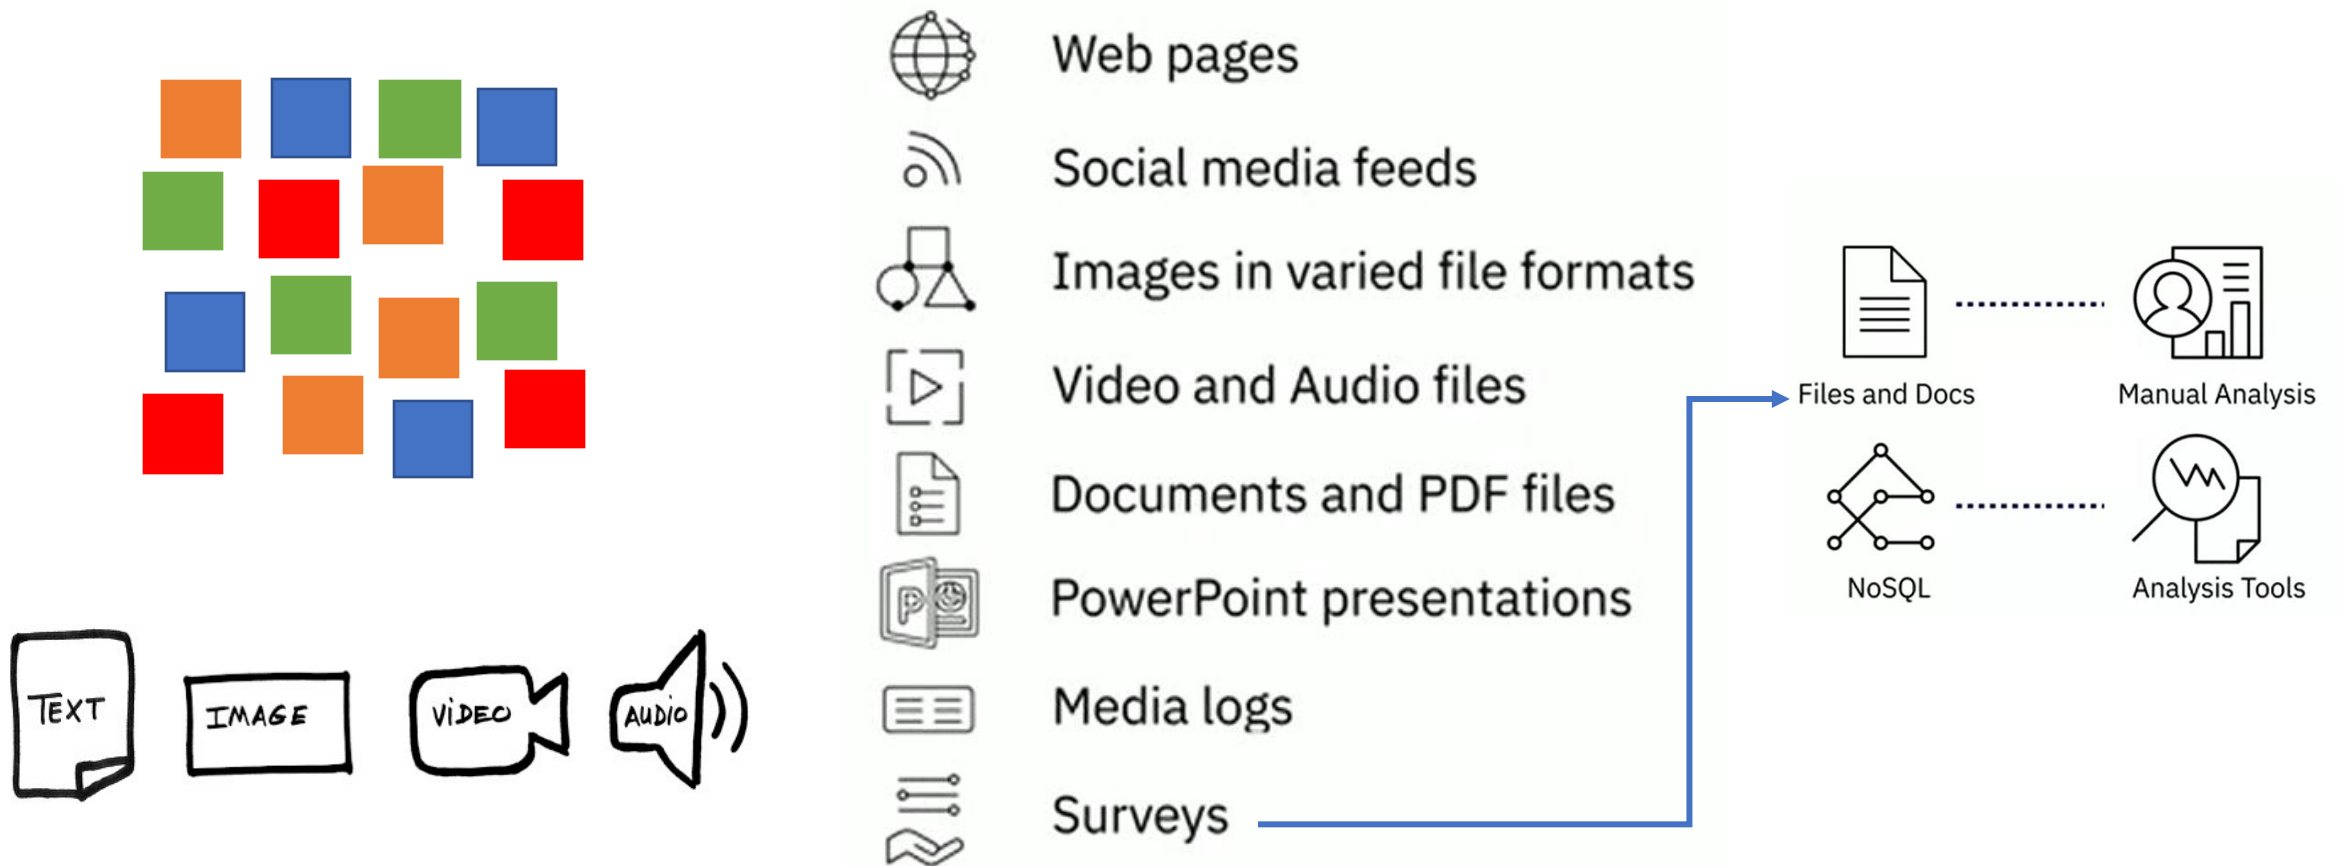 Web pages
Social media feeds
Images in varied file formats
Video and Audio files
Documents and PDF files
P
PowerPoint presentations
Media logs
Surveys
Files and Docs
Manual Analysis
NoSQL
Analysis Tools
TEXT
IMAGE
ViDEO
AUDiO